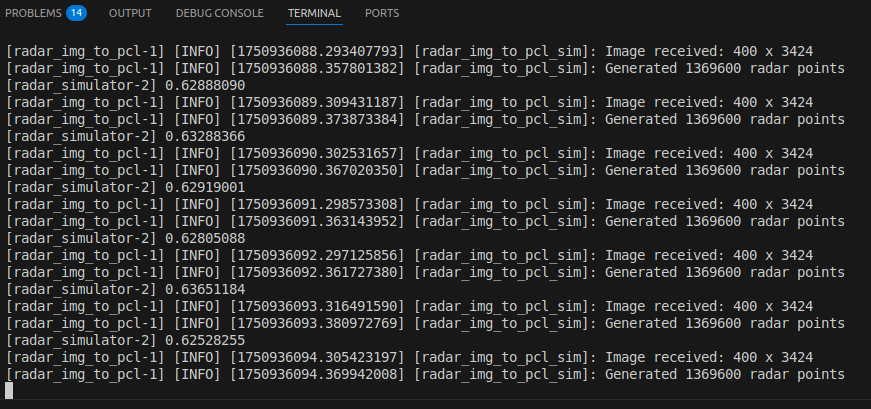 PROBLEMS 14 OUTPUT DEBUG CONSOLE TERMINAL PORTS
[radar_img_to_pcl-1] [INFO] [1750936088.293407793] [radar_img_to_pcl_sim]: Image received: 400 x 3424
[radar_img_to_pcl-1] [INFO] [1750936088.357801382] [radar_img_to_pcl_sim]: Generated 1369600 radar points
[radar_simulator-2] 0.62888090
[radar_img_to_pcl-1] [INFO] [1750936089.309431187] [radar_img_to_pcl_sim]: Image received: 400 x 3424
[radar_img_to_pcl-1] [INFO] [1750936089.373873384] [radar_img_to_pcl_sim]: Generated 1369600 radar points
[radar_simulator-2] 0.63288366
[radar_img_to_pcl-1] [INFO] [1750936090.302531657] [radar_img_to_pcl_sim]: Image received: 400 x 3424
[radar_img_to_pcl-1] [INFO] [1750936090.367020350] [radar_img_to_pcl_sim]: Generated 1369600 radar points
[radar_simulator-2] 0.62919001
[radar_img_to_pcl-1] [INFO] [1750936091.298573308] [radar_img_to_pcl_sim]: Image received: 400 x 3424
[radar_img_to_pcl-1] [INFO] [1750936091.363143952] [radar_img_to_pcl_sim]: Generated 1369600 radar points
[radar_simulator-2] 0.62805088
[radar_img_to_pcl-1] [INFO] [1750936092.297125856] [radar_img_to_pcl_sim]: Image received: 400 x 3424
[radar_img_to_pcl-1] [INFO] [1750936092.361727380] [radar_img_to_pcl_sim]: Generated 1369600 radar points
[radar_simulator-2] 0.63651184
[radar_img_to_pcl-1] [INFO] [1750936093.316491590] [radar_img_to_pcl_sim]: Image received: 400 x 3424
[radar_img_to_pcl-1] [INFO] [1750936093.380972769] [radar_img_to_pcl_sim]: Generated 1369600 radar points
[radar_simulator-2] 0.62528255
[radar_img_to_pcl-1] [INFO] [1750936094.305423197] [radar_img_to_pcl_sim]: Image received: 400 x 3424
[radar_img_to_pcl-1] [INFO] [1750936094.369942008] [radar_img_to_pcl_sim]: Generated 1369600 radar points